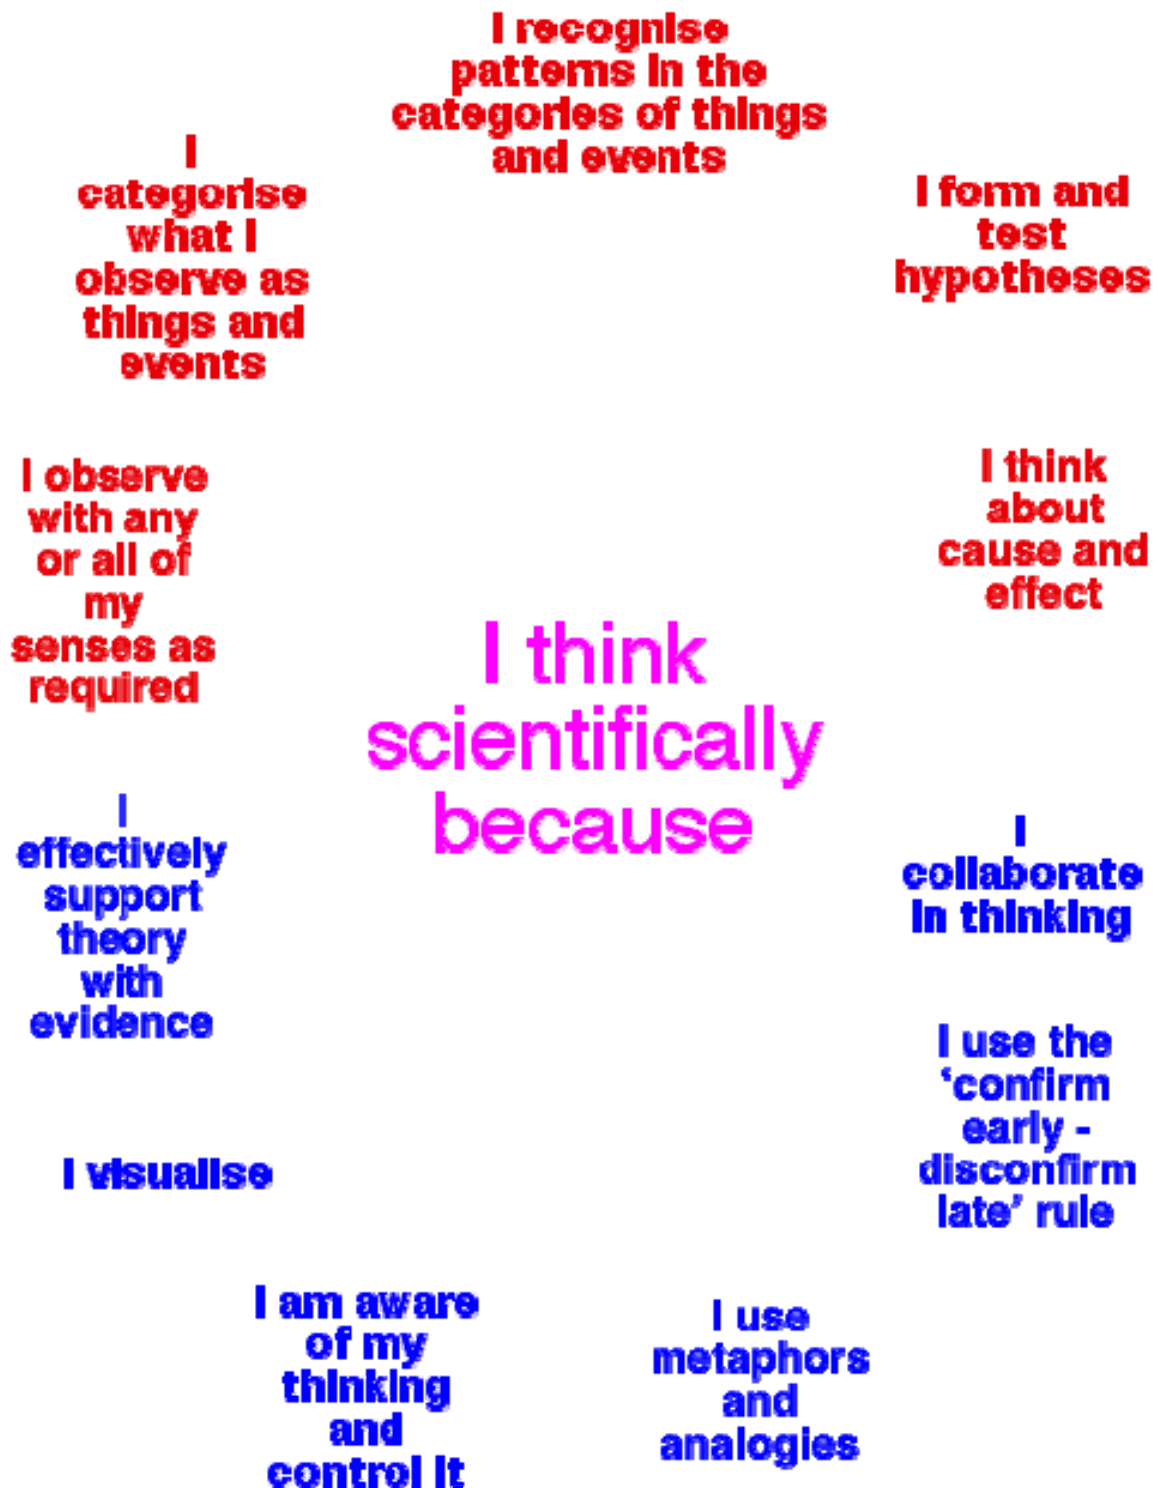 I recognise
patterns in the
categories of things
and events
I
categorise
what I
observe as
things and
events
I form and
test
hypotheses
I observe
with any
or all of
my
senses as
required
I think
about
cause and
effect
I think
scientifically
because
I
effectively
support
theory
with
evidence
I
collaborate
in thinking
I use the
‘confirm
early -
disconfirm
late’ rule
I visualise
I am aware
of my
thinking
and
control it
I use
metaphors
and
analogies